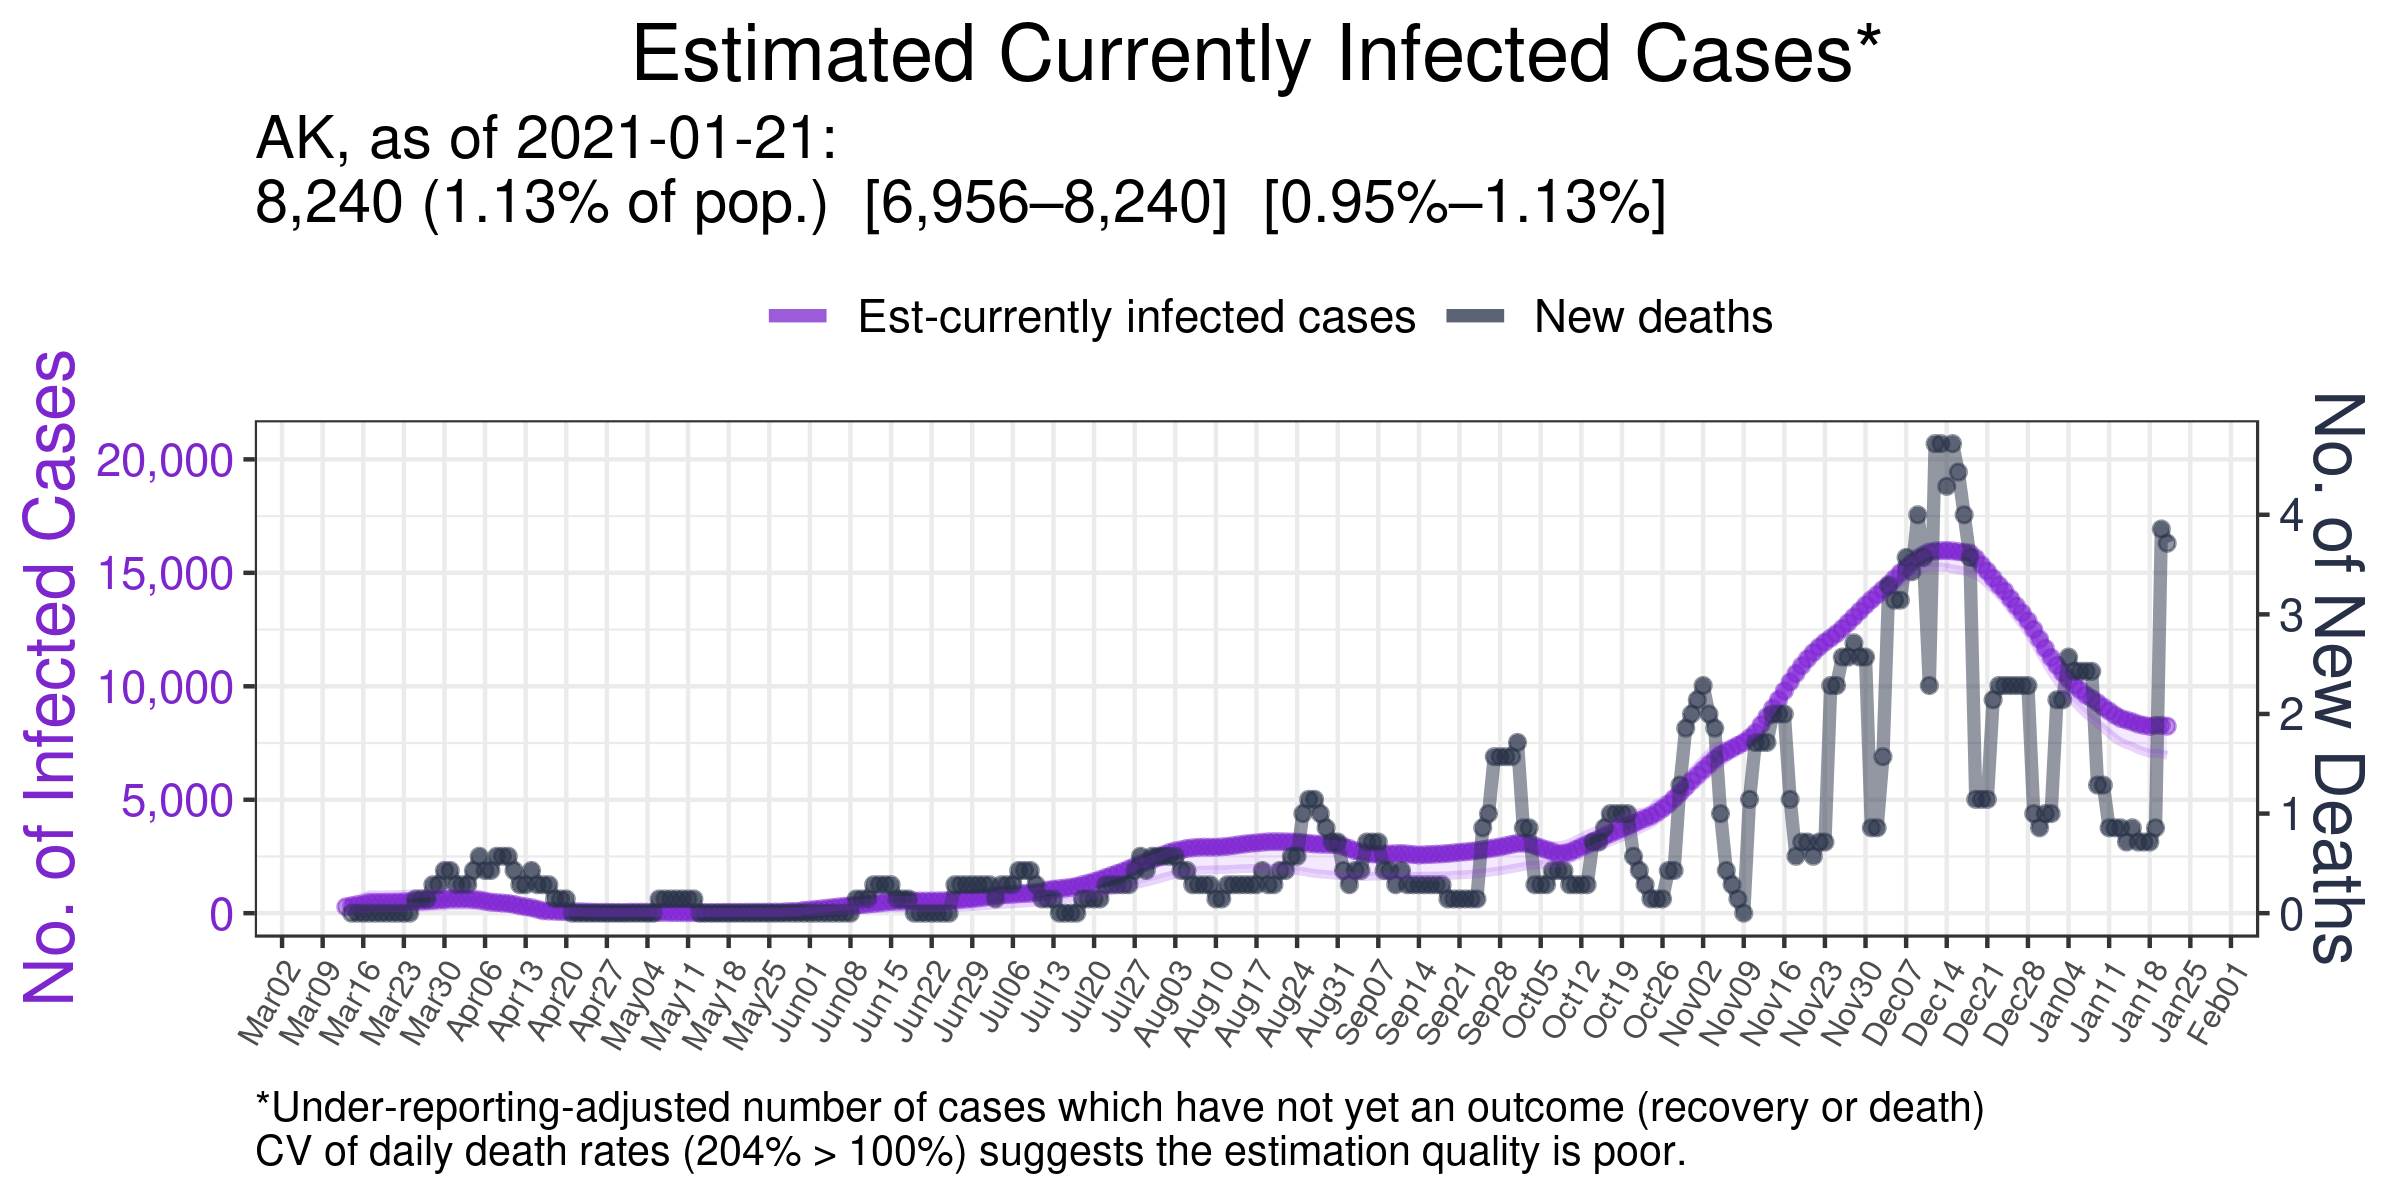 Estimated Currently Infected Cases*
AK, as of 2021-01-21:
8,240 (1.13% of pop.)  [6,956–8,240]  [0.95%–1.13%]
Est-currently infected cases
New deaths
No. of Infected Cases
20,000
15,000
10,000
5,000
0
4
3
2
1
0
No. of New Deaths
Mar02
Mar09
Mar16
Mar23
Mar30
Apr06
Apr13
Apr20
Apr27
May04
May11
May18
May25
Jun01
Jun08
Jun15
Jun22
Jun29
Jul06
Jul13
Jul20
Jul27
Aug03
Aug10
Aug17
Aug24
Aug31
Sep07
Sep14
Sep21
Sep28
Oct05
Oct12
Oct19
Oct26
Nov02
Nov09
Nov16
Nov23
Nov30
Dec07
Dec14
Dec21
Dec28
Jan04
Jan11
Jan18
Jan25
Feb01
*Under-reporting-adjusted number of cases which have not yet an outcome (recovery or death)
CV of daily death rates (204% > 100%) suggests the estimation quality is poor.